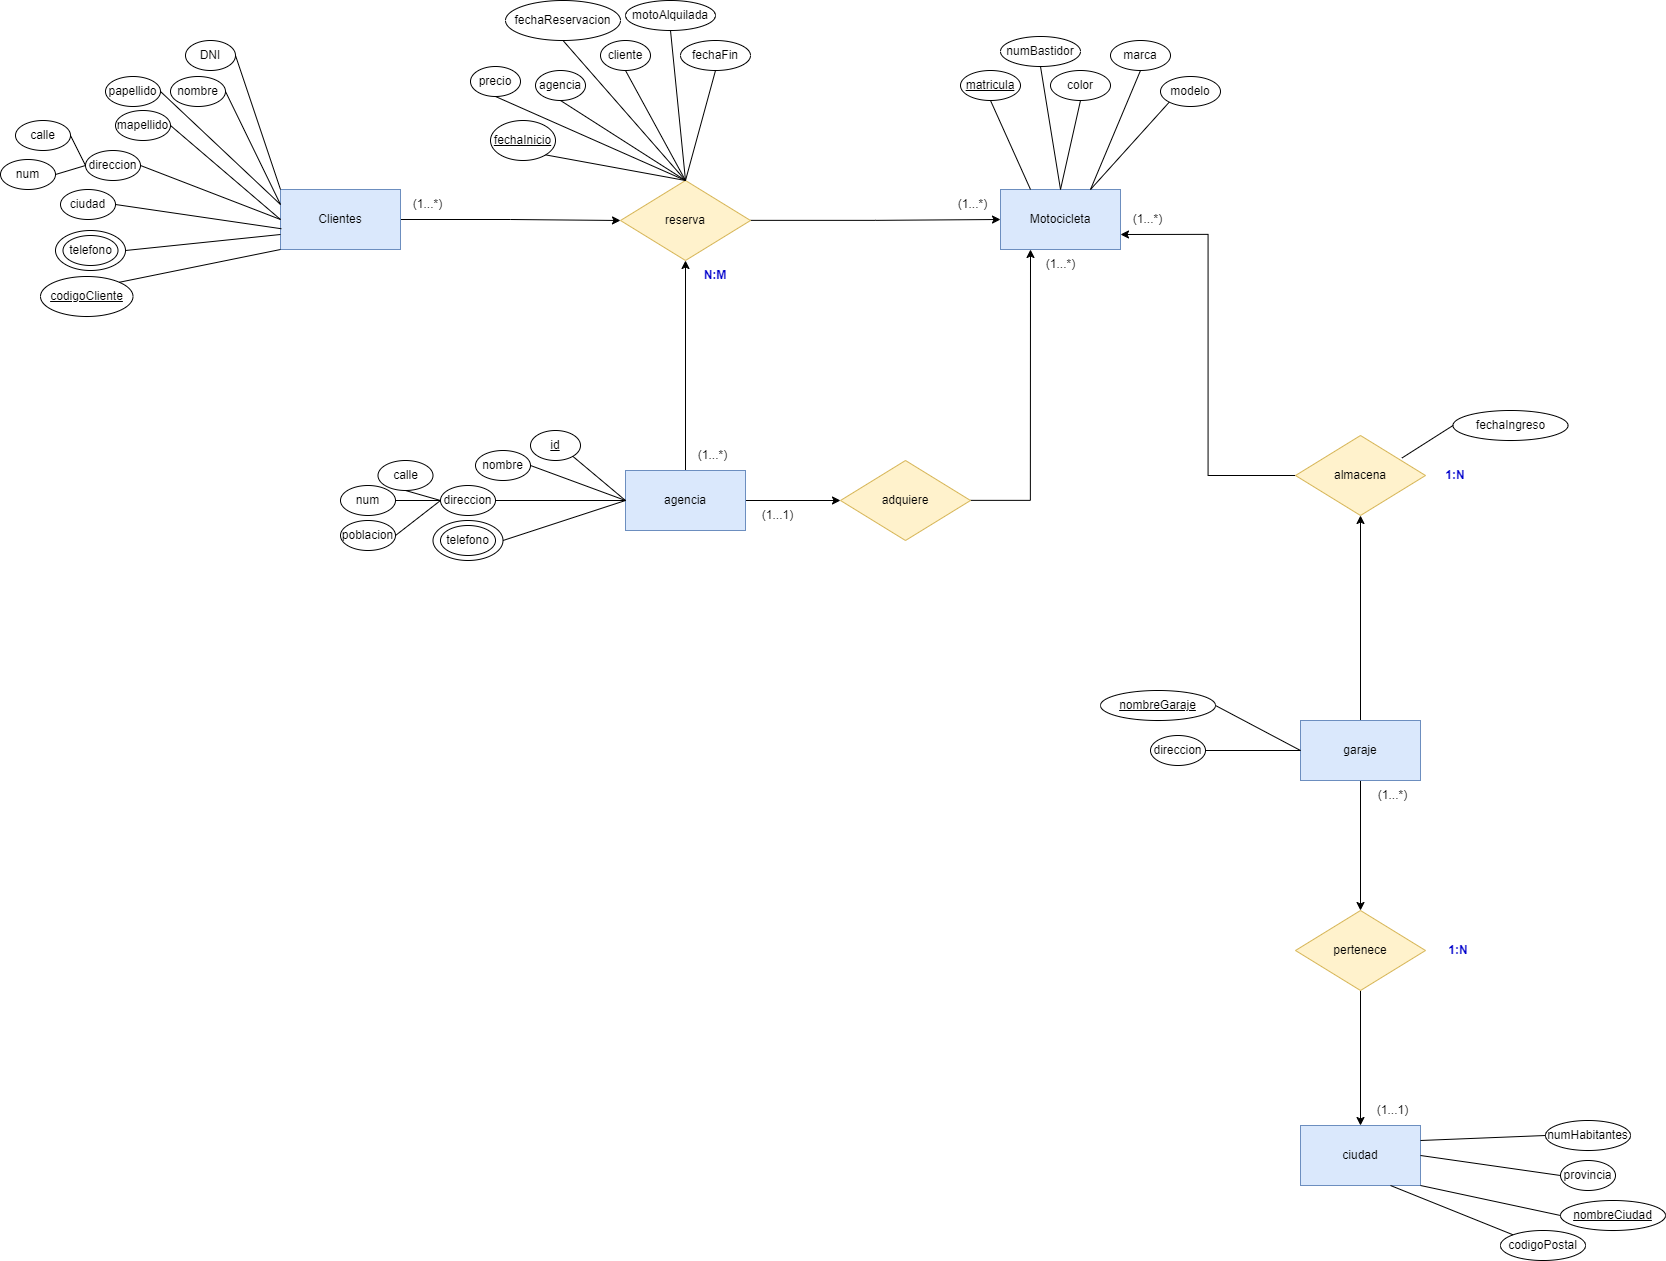 fechaReservacion
motoAlquilada
DNI
cliente
fechaFin
numBastidor
marca
papellido
nombre
precio
agencia
matricula
color
modelo
calle
mapellido
fechaInicio
num
direccion
ciudad
Clientes
(1...*)
reserva
(1...*)
Motocicleta
(1...*)
telefono
N:M
(1...*)
codigoCliente
fechaIngreso
id
(1...*)
nombre
calle
almacena
1:N
num
direccion
agencia
adquiere
(1...1)
poblacion
telefono
nombreGaraje
direccion
garaje
(1...*)
pertenece
1:N
(1...1)
ciudad
numHabitantes
provincia
nombreCiudad
codigoPostal